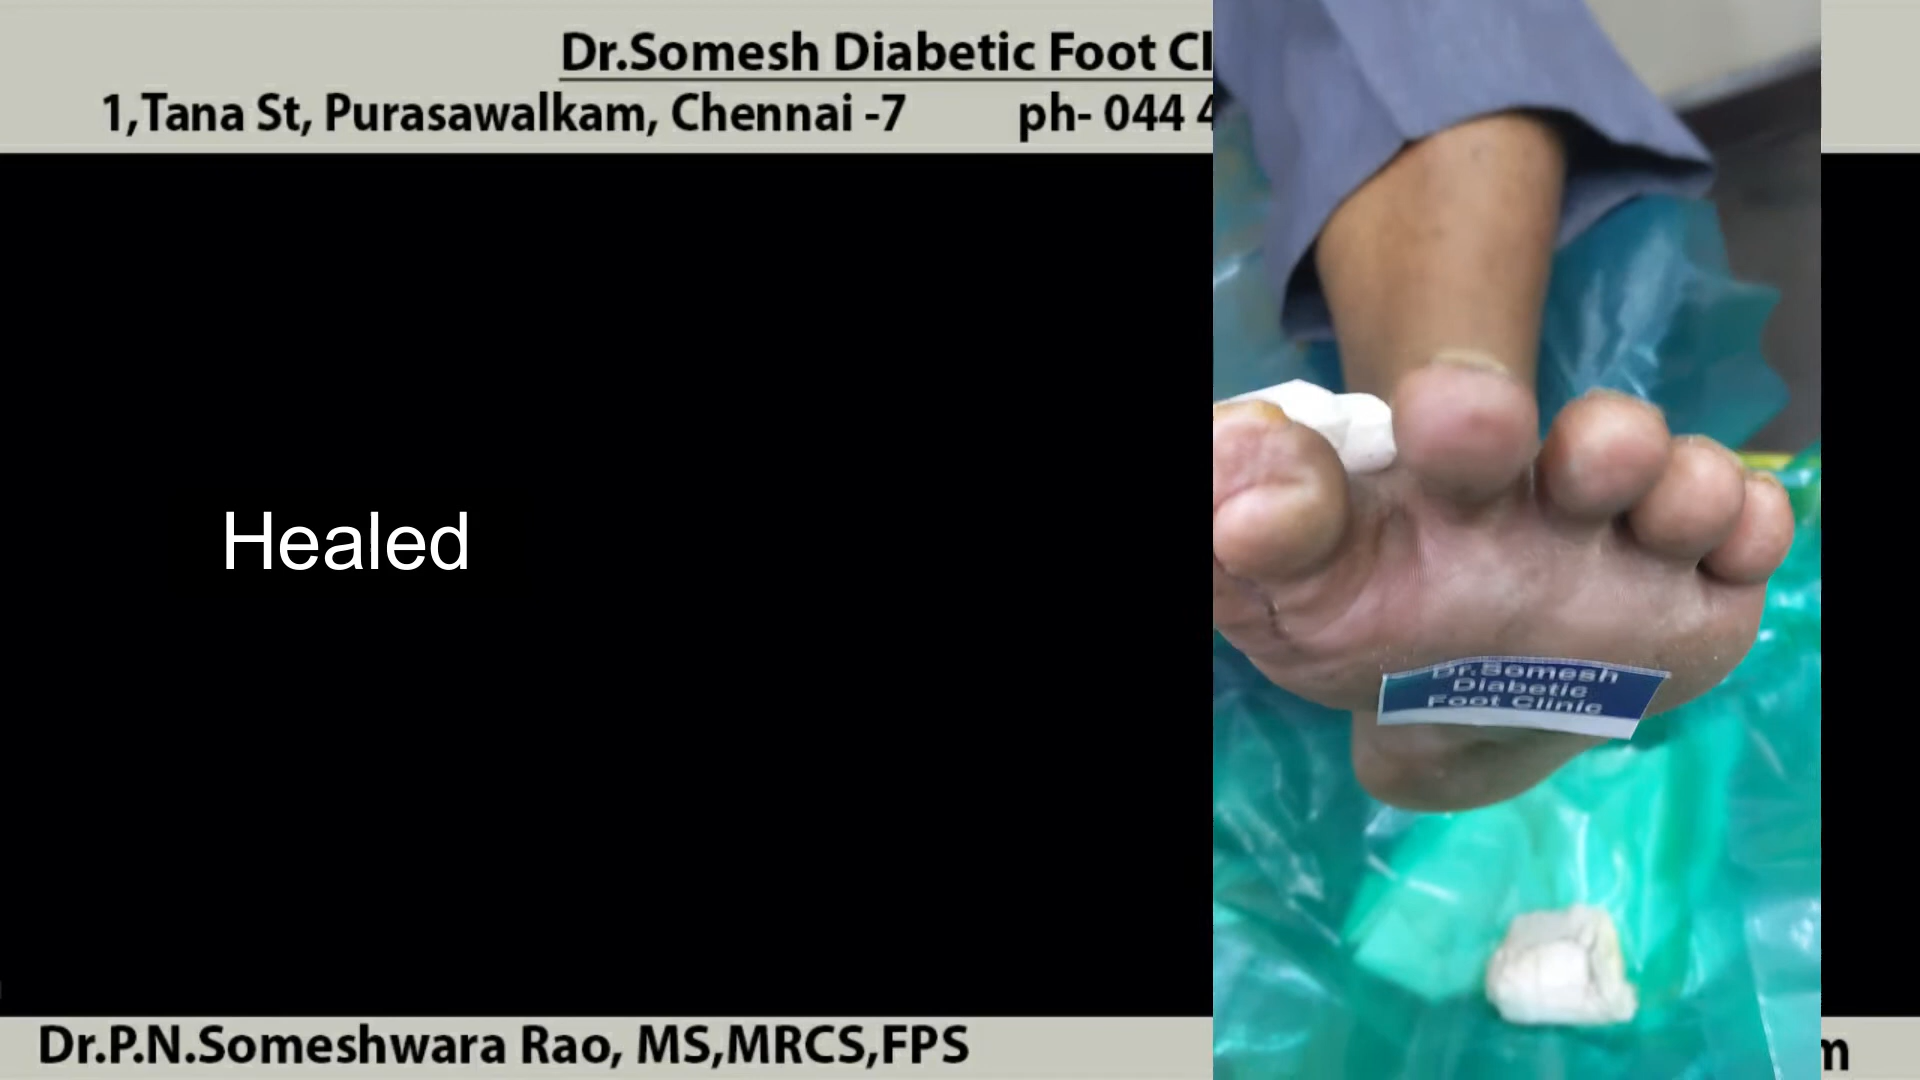 Dr.Somesh Diabetic Foot Cl
1,Tana St, Purasawalkam, Chennai -7 ph- 044 4
Healed
Dr.Somesh
Diabetic
Foot Clinic
Dr.P.N.Someshwara Rao, MS,MRCS,FPS
m